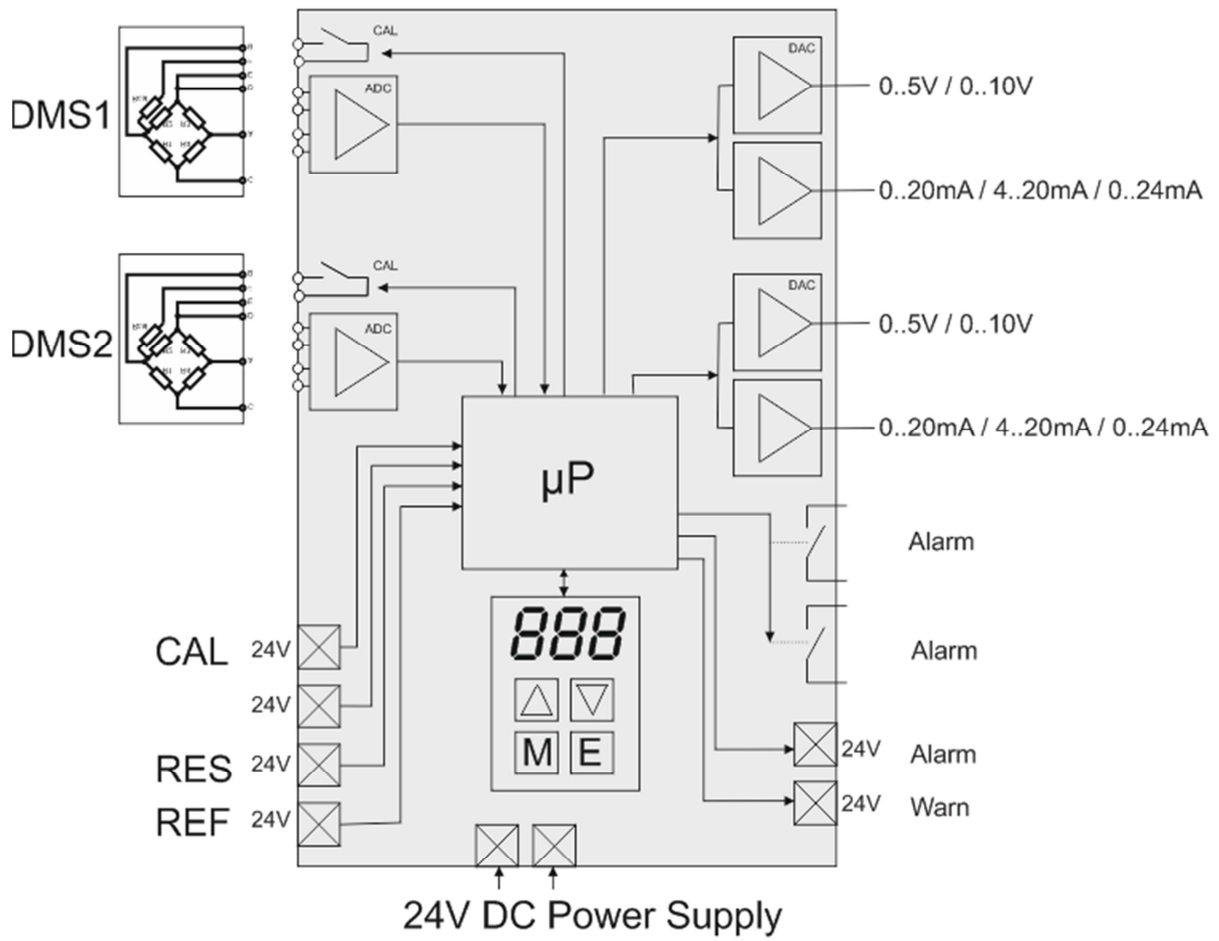 CAL
DAC
ADC
0..5V / 0..10V
DMS1
0..20mA / 4..20mA / 0..24mA
CAL
DAC
ADC
0..5V / 0..10V
DMS2
0..20mA / 4..20mA / 0..24mA
µP
Alarm
888
CAL 24V
Alarm
24V
M E
24V Alarm
RES 24V
24V Warn
REF 24V
24V DC Power Supply